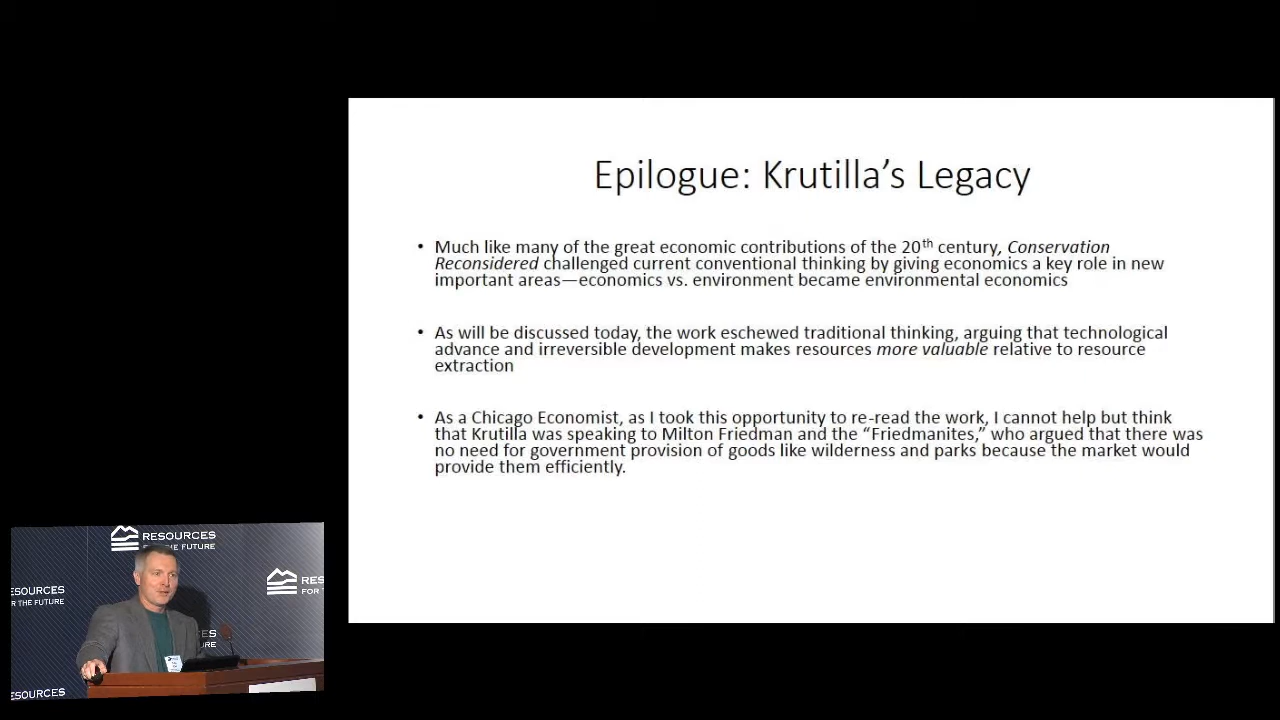 Epilogue: Krutilla's Legacy
• Much like many of the great economic contributions of the 20th century, Conservation
Reconsidered challenged current conventional thinking by giving economics a key role in new
important areas—economics vs. environment became environmental economics
• As will be discussed today, the work eschewed traditional thinking, arguing that technological
advance and irreversible development makes resources more valuable relative to resource
extraction
• As a Chicago Economist, as I took this opportunity to re-read the work, I cannot help but think
that Krutilla was speaking to Milton Friedman and the “Friedmanites,” who argued that there was
no need for government provision of goods like wilderness and parks because the market would
provide them efficiently.
RESOURCES
FOR THE FUTURE
ESOURCES
R THE FUTURE
RES
FOR T
ES
URE
ESOURCES